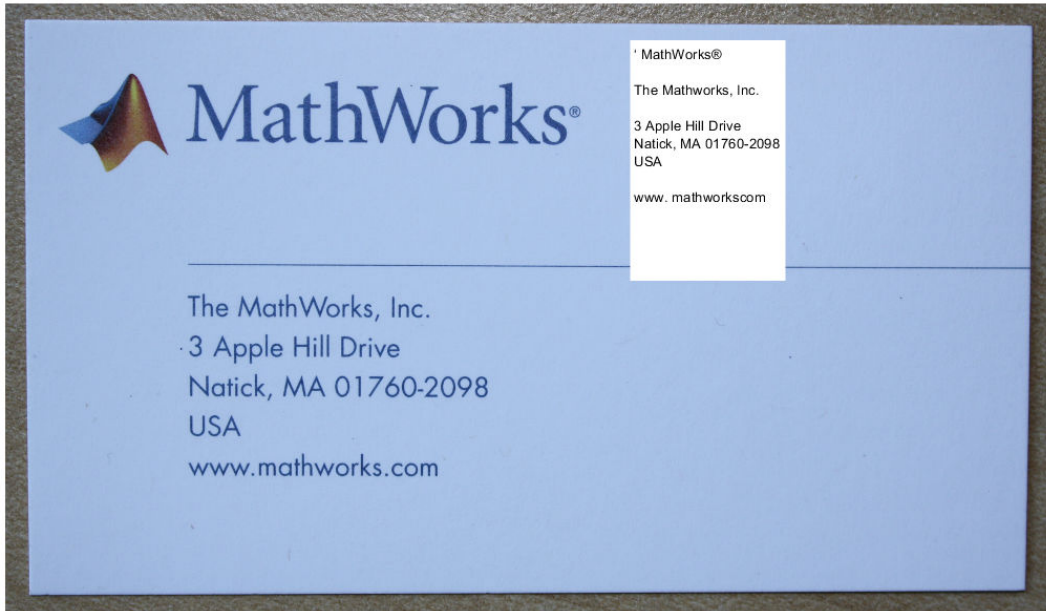 MathWorks®
' MathWorks®
The Mathworks, Inc.
3 Apple Hill Drive
Natick, MA 01760-2098
USA
www. mathworkscom
The MathWorks, Inc.
3 Apple Hill Drive
Natick, MA 01760-2098
USA
www.mathworks.com